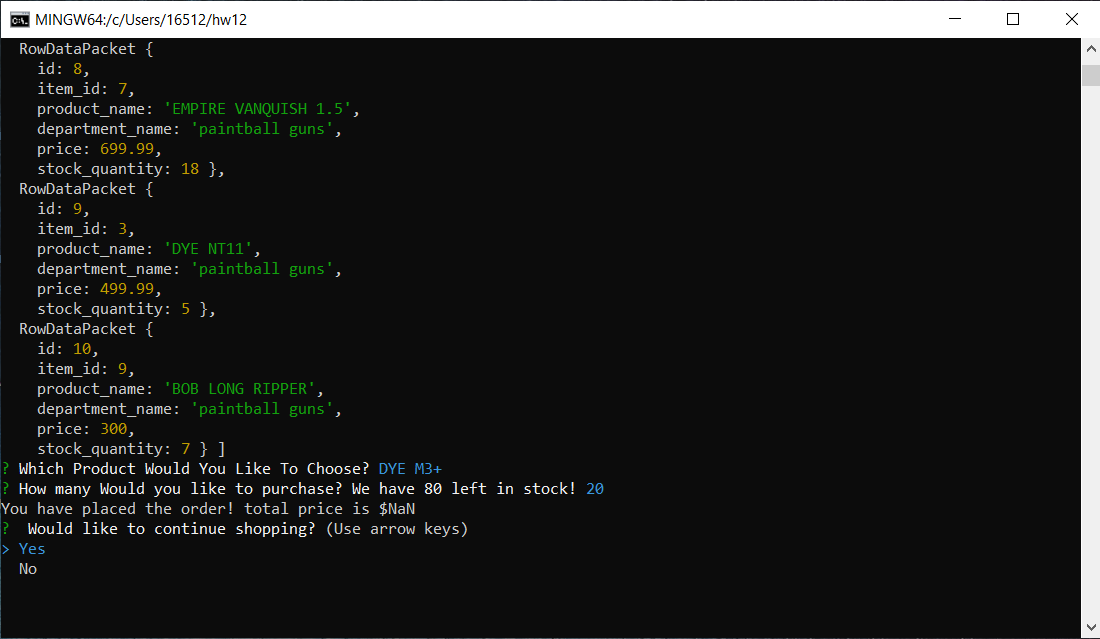 MINGW64:/c/Users/16512/hw12
RowDataPacket {
id: 8,
item_id: 7,
product_name: 'EMPIRE VANQUISH 1.5',
department_name: 'paintball guns',
price: 699.99,
stock_quantity: 18 },
RowDataPacket {
id: 9,
item_id: 3,
product_name: 'DYE NT11',
department_name: 'paintball guns',
price: 499.99,
stock_quantity: 5 },
RowDataPacket {
id: 10,
item_id: 9,
product_name: 'BOB LONG RIPPER',
department_name: 'paintball guns',
price: 300,
stock_quantity: 7 } ]
? Which Product Would You Like To Choose? DYE M3+
? How many Would you like to purchase? We have 80 left in stock! 20
You have placed the order! total price is $NaN
?  Would like to continue shopping? (Use arrow keys)
> Yes
No